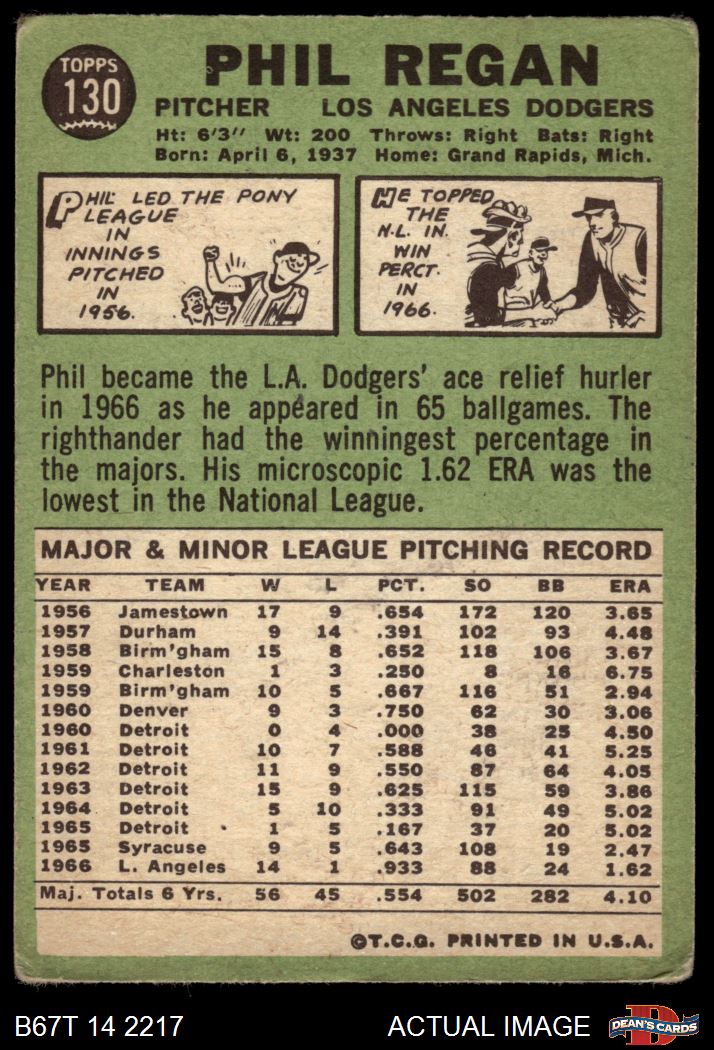 TOPPS
130
PHIL REGAN
PITCHER LOS ANGELES DODGERS
Ht: 6'3" Wt: 200 Throws: Right Bats: Right
Born: April 6, 1937 Home: Grand Rapids, Mich.
PHIL LED THE PONY
LEAGUE
IN
INNINGS
PITCHED
IN
1956.
HE TOPPED
THE
N.L. IN
WIN
PERCT.
IN
1966.
Phil became the L.A. Dodgers' ace relief hurler
in 1966 as he appeared in 65 ballgames. The
righthander had the winningest percentage in
the majors. His microscopic 1.62 ERA was the
lowest in the National League.
MAJOR & MINOR LEAGUE PITCHING RECORD
YEAR TEAM W L PCT. SO BB ERA
1956 Jamestown 17 9 .654 172 120 3.65
1957 Durham 9 14 .391 102 93 4.48
1958 Birm'gham 15 8 .652 118 106 3.67
1959 Charleston 1 3 .250 8 16 6.75
1959 Birm'gham 10 5 .667 116 51 2.94
1960 Denver 9 3 .750 62 30 3.06
1960 Detroit 0 4 .000 38 25 4.50
1961 Detroit 10 7 .588 46 41 5.25
1962 Detroit 11 9 .550 87 64 4.05
1963 Detroit 15 9 .625 115 59 3.86
1964 Detroit 5 10 .333 91 49 5.02
1965 Detroit 1 5 .167 37 20 5.02
1965 Syracuse 9 5 .643 108 19 2.47
1966 L. Angeles 14 1 .933 88 24 1.62
Maj. Totals 6 Yrs. 56 45 .554 502 282 4.10
©T.C.G. PRINTED IN U.S.A.
B67T 14 2217 ACTUAL IMAGE DEAN'S CARDS